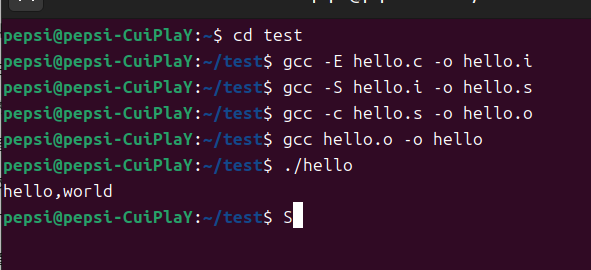 pepsi@pepsi-CuiPlaY:~$ cd test
pepsi@pepsi-CuiPlaY:~/test$ gcc -E hello.c -o hello.i
pepsi@pepsi-CuiPlaY:~/test$ gcc -S hello.i -o hello.s
pepsi@pepsi-CuiPlaY:~/test$ gcc -c hello.s -o hello.o
pepsi@pepsi-CuiPlaY:~/test$ gcc hello.o -o hello
pepsi@pepsi-CuiPlaY:~/test$ ./hello
hello,world
pepsi@pepsi-CuiPlaY:~/test$ S